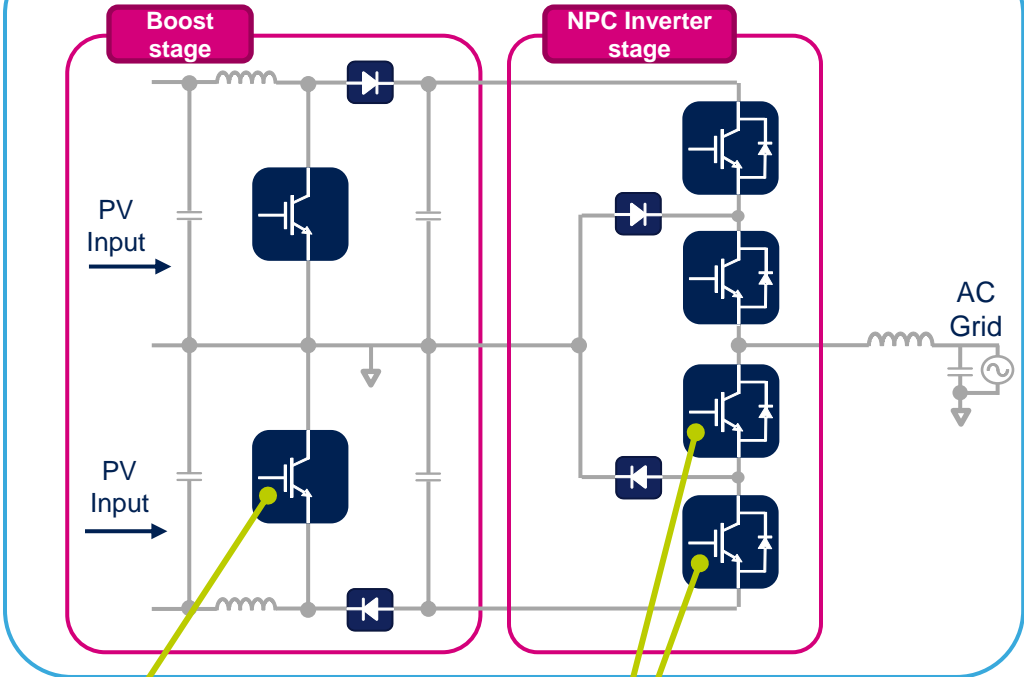 Boost
stage
NPC Inverter
stage
PV
Input
AC
Grid
PV
Input